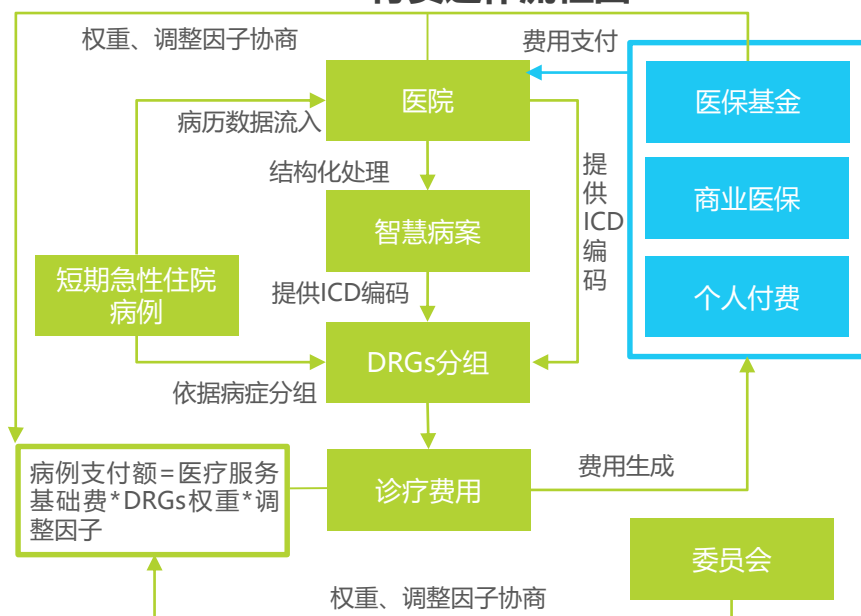 权重、调整因子协商
费用支付
医院
医保基金
病历数据流入
结构化处理
提
供
ICD
编
码
商业医保
智慧病案
短期急性住院
病例
提供ICD编码
个人付费
DRGs分组
依据病症分组
病例支付额=医疗服务
基础费*DRGs权重*调
整因子
诊疗费用
费用生成
委员会
权重、调整因子协商